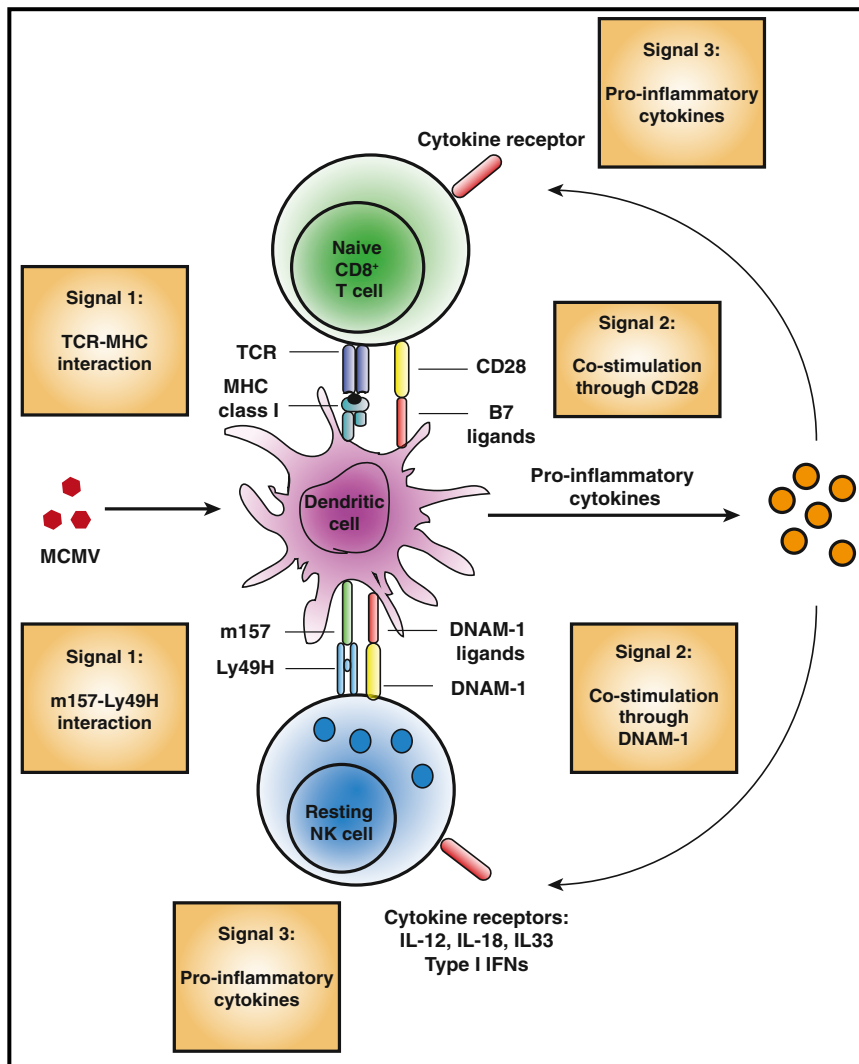 Signal 3:
Pro-inflammatory
cytokines
Cytokine receptor
Naive
CD8⁺
T cell
Signal 1:
TCR-MHC
interaction
Signal 2:
Co-stimulation
through CD28
TCR
MHC
class I
CD28
B7
ligands
Pro-inflammatory
cytokines
Dendritic
cell
MCMV
m157
Ly49H
DNAM-1
ligands
DNAM-1
Signal 1:
m157-Ly49H
interaction
Signal 2:
Co-stimulation
through
DNAM-1
Resting
NK cell
Signal 3:
Pro-inflammatory
cytokines
Cytokine receptors:
IL-12, IL-18, IL33
Type I IFNs